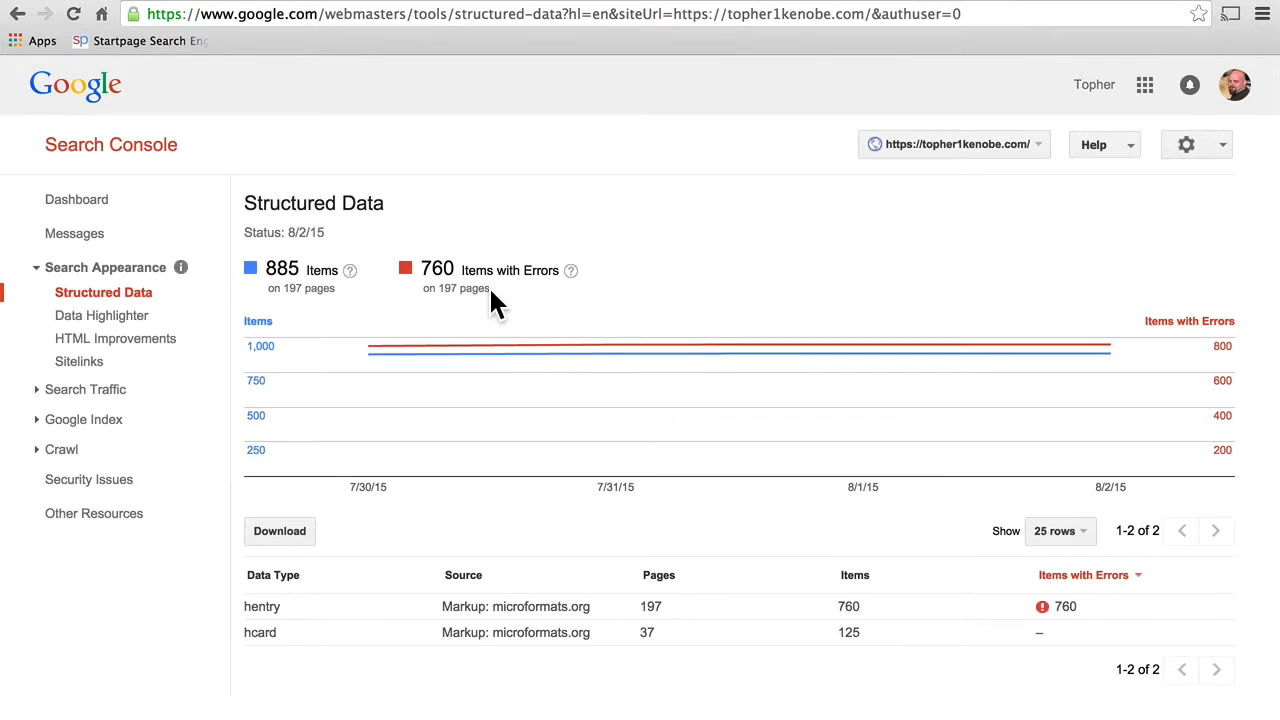 https://www.google.com/webmasters/tools/structured-data?hl=en&siteUrl=https://topher1kenobe.com/&authuser=0
Apps SP Startpage Search Eng
Google Topher
Search Console https://topher1kenobe.com/ Help
Dashboard
Messages
Search Appearance i
Structured Data
Data Highlighter
HTML Improvements
Sitelinks
Search Traffic
Google Index
Crawl
Security Issues
Other Resources
Structured Data
Status: 8/2/15
885 Items ? 760 Items with Errors ?
on 197 pages on 197 pages
Items Items with Errors
1,000 800
750 600
500 400
250 200
7/30/15 7/31/15 8/1/15 8/2/15
Download Show 25 rows 1-2 of 2
Data Type Source Pages Items Items with Errors
hentry Markup: microformats.org 197 760 ! 760
hcard Markup: microformats.org 37 125 –
1-2 of 2